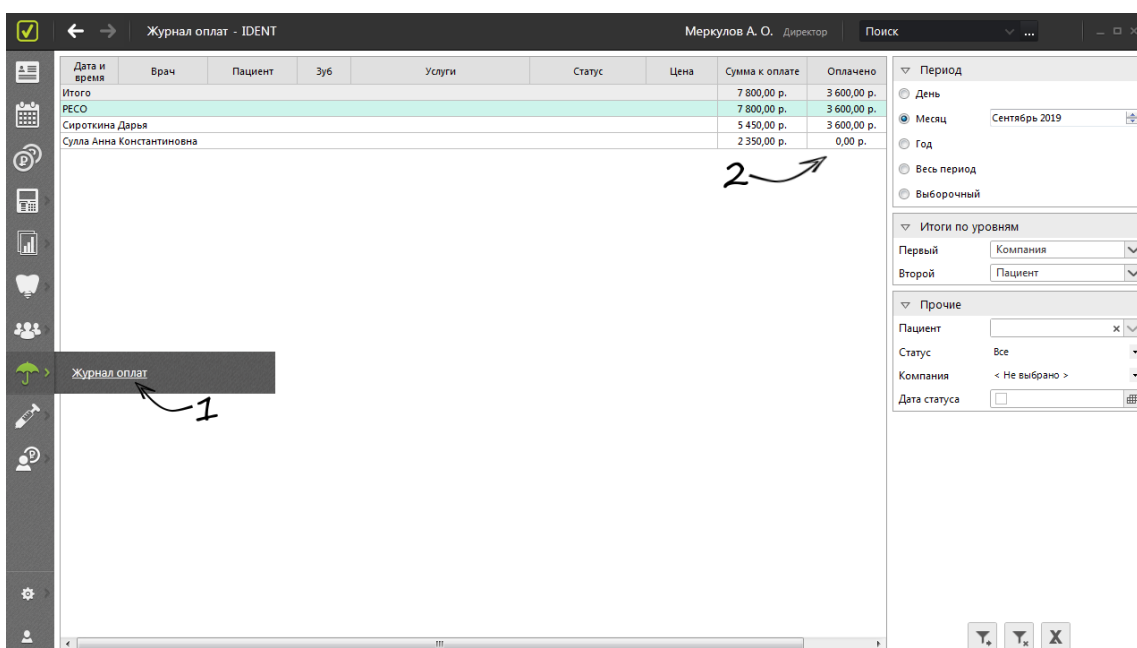 Журнал оплат - IDENT
Меркулов А. О. Директор
Поиск
...
Дата и время Врач Пациент Зуб Услуги Статус Цена Сумма к оплате Оплачено
Итого 7 800,00 р. 3 600,00 р.
РЕСО 7 800,00 р. 3 600,00 р.
Сироткина Дарья 5 450,00 р. 3 600,00 р.
Сулла Анна Константиновна 2 350,00 р. 0,00 р.
2
Журнал оплат
1
Период
День
Месяц Сентябрь 2019
Год
Весь период
Выборочный
Итоги по уровням
Первый Компания
Второй Пациент
Прочие
Пациент
Статус Все
Компания < Не выбрано >
Дата статуса